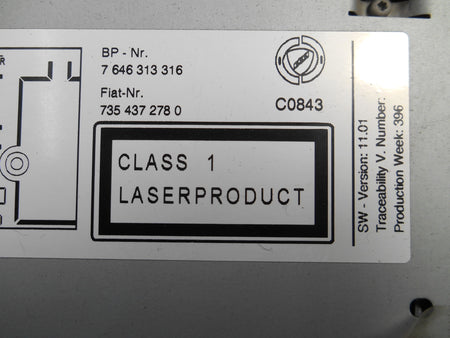 BP - Nr.
7 646 313 316
Fiat-Nr.
735 437 278 0
C0843
CLASS 1
LASERPRODUCT
SW - Version: 11.01
Traceability V. Number:
Production Week: 396